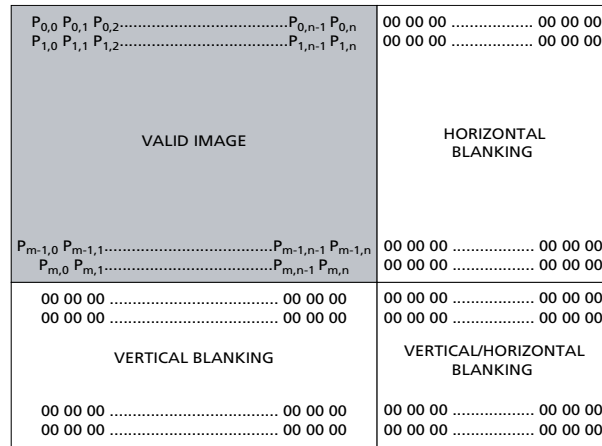 P0,0 P0,1 P0,2.....................................P0,n-1 P0,n
P1,0 P1,1 P1,2.....................................P1,n-1 P1,n
VALID IMAGE
Pm-1,0 Pm-1,1.....................................Pm-1,n-1 Pm-1,n
Pm,0 Pm,1.....................................Pm,n-1 Pm,n
00 00 00 .................. 00 00 00
00 00 00 .................. 00 00 00
HORIZONTAL
BLANKING
00 00 00 .................. 00 00 00
00 00 00 .................. 00 00 00
00 00 00 ..................................... 00 00 00
00 00 00 ..................................... 00 00 00
VERTICAL BLANKING
00 00 00 ..................................... 00 00 00
00 00 00 ..................................... 00 00 00
00 00 00 .................. 00 00 00
00 00 00 .................. 00 00 00
VERTICAL/HORIZONTAL
BLANKING
00 00 00 .................. 00 00 00
00 00 00 .................. 00 00 00